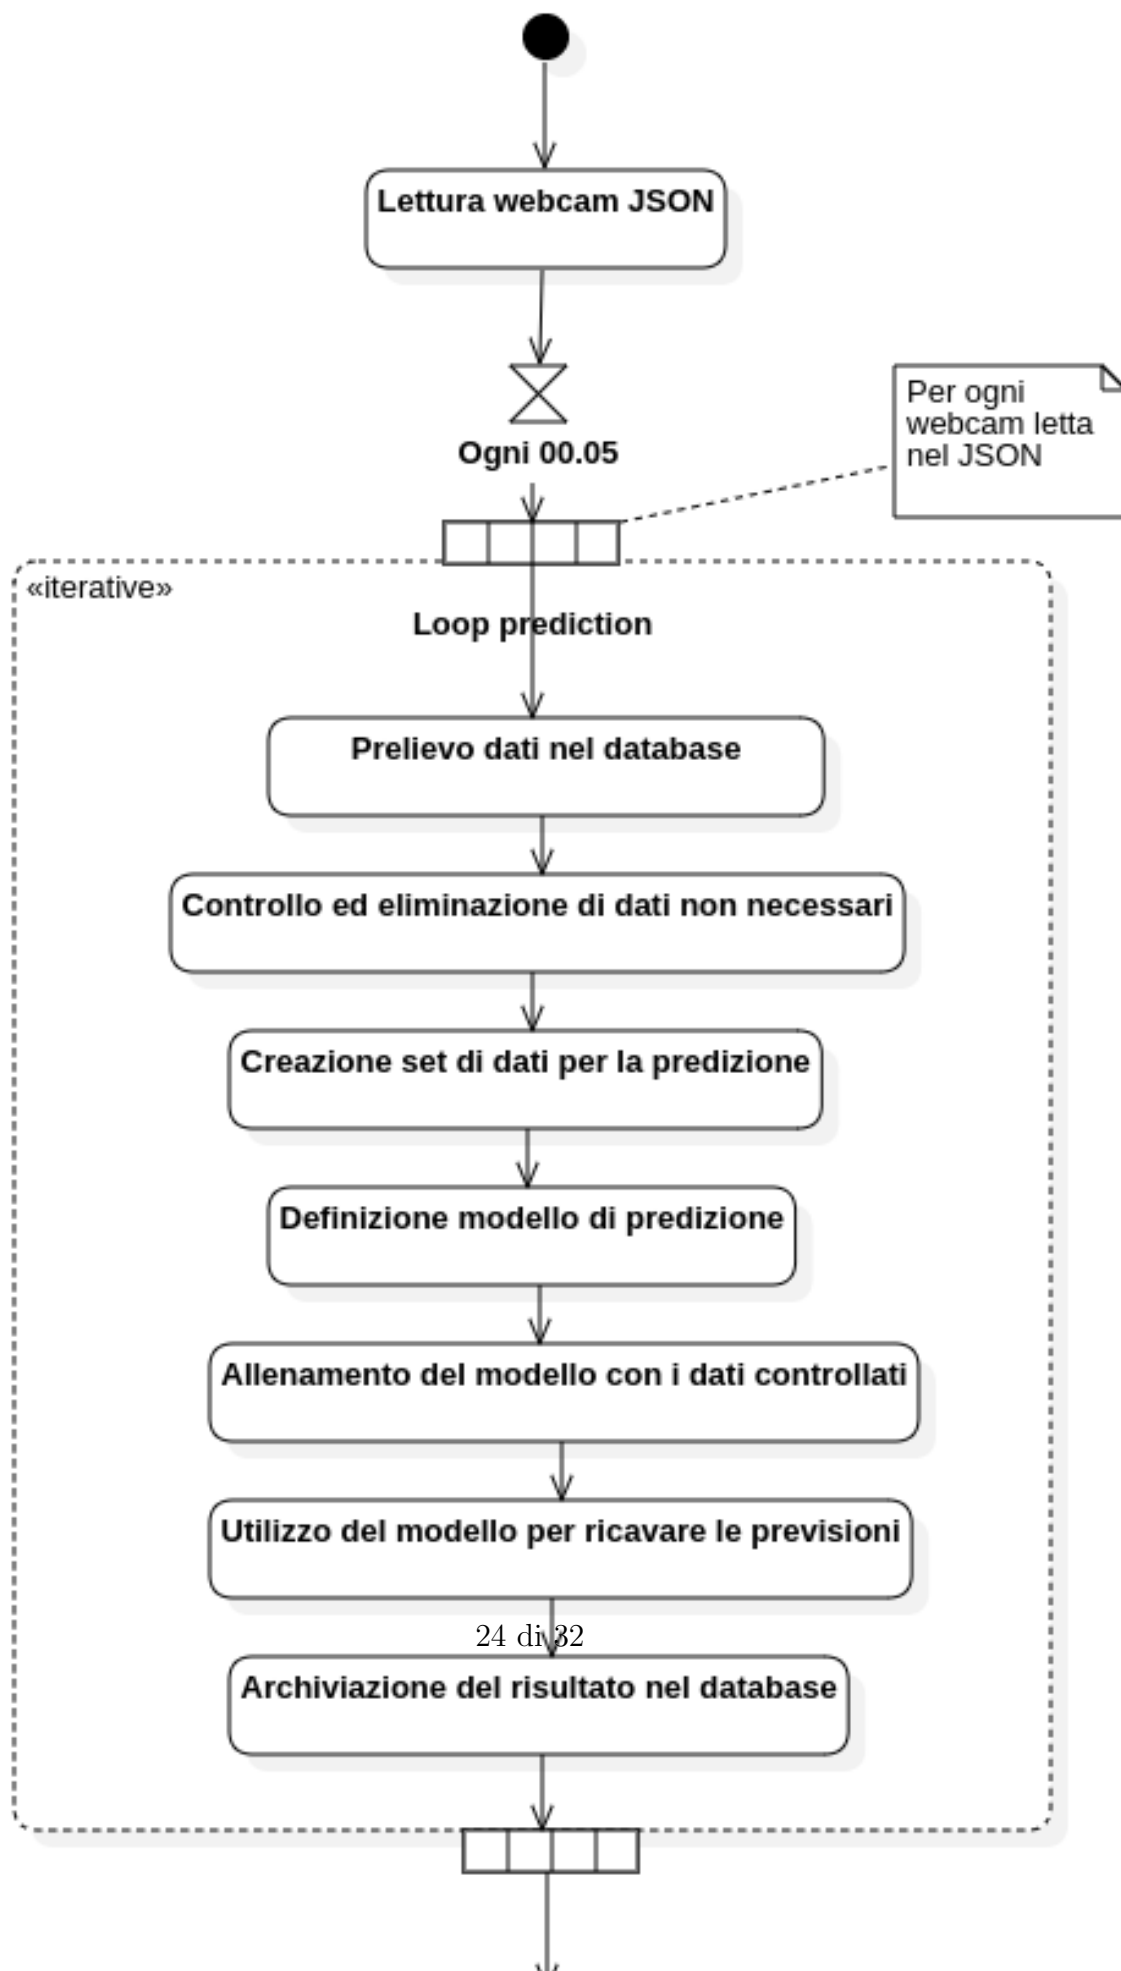 Lettura webcam JSON
Ogni 00.05
Per ogni
webcam letta
nel JSON
«iterative»
Loop prediction
Prelievo dati nel database
Controllo ed eliminazione di dati non necessari
Creazione set di dati per la predizione
Definizione modello di predizione
Allenamento del modello con i dati controllati
Utilizzo del modello per ricavare le previsioni
24 di 32
Archiviazione del risultato nel database